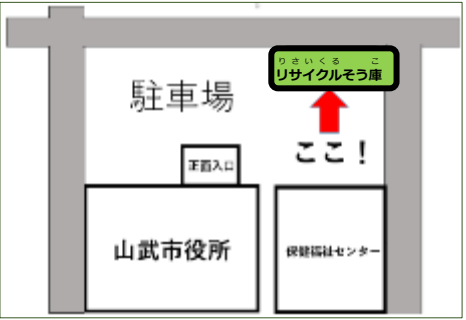 りさいくる こ
リサイクルそう庫
駐車場
ここ！
正面入口
山武市役所
保健福祉センター